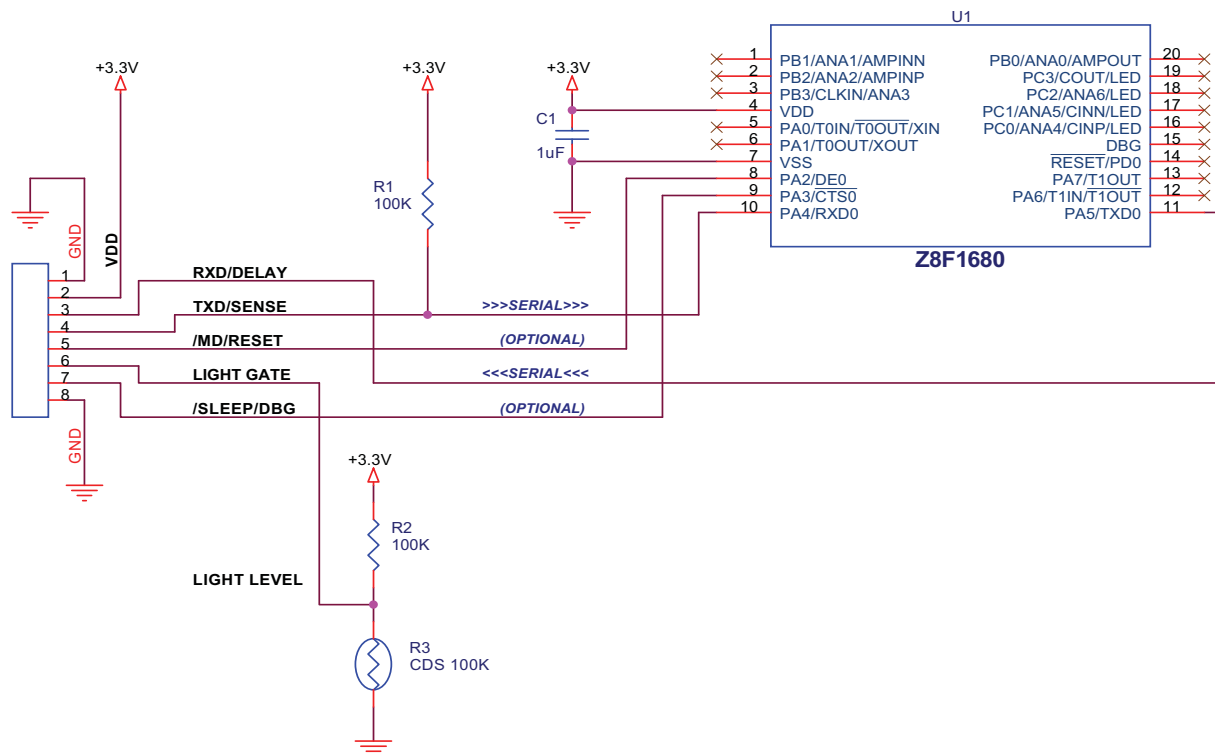 U1
+3.3V
+3.3V
+3.3V
C1
1uF
R1
100K
1 PB1/ANA1/AMPINN
2 PB2/ANA2/AMPINP
3 PB3/CLKIN/ANA3
4 VDD
5 PA0/T0IN/T0OUT/XIN
6 PA1/T0OUT/XOUT
7 VSS
8 PA2/DE0
9 PA3/CTS0
10 PA4/RXD0
PB0/ANA0/AMPOUT 20
PC3/COUT/LED 19
PC2/ANA6/LED 18
PC1/ANA5/CINN/LED 17
PC0/ANA4/CINP/LED 16
DBG 15
RESET/PD0 14
PA7/T1OUT 13
PA6/T1IN/T1OUT 12
PA5/TXD0 11
Z8F1680
GND
VDD
1
2
3
4
5
6
7
8
RXD/DELAY
TXD/SENSE >>>SERIAL>>>
/MD/RESET (OPTIONAL)
LIGHT GATE <<<SERIAL<<<
/SLEEP/DBG (OPTIONAL)
GND
+3.3V
R2
100K
LIGHT LEVEL
R3
CDS 100K